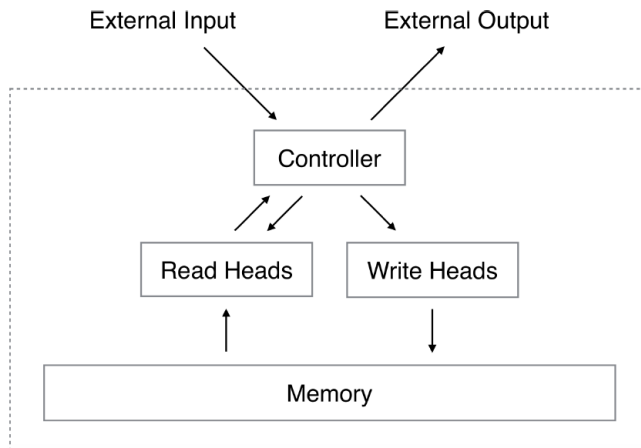 External Input
External Output
Controller
Read Heads
Write Heads
Memory